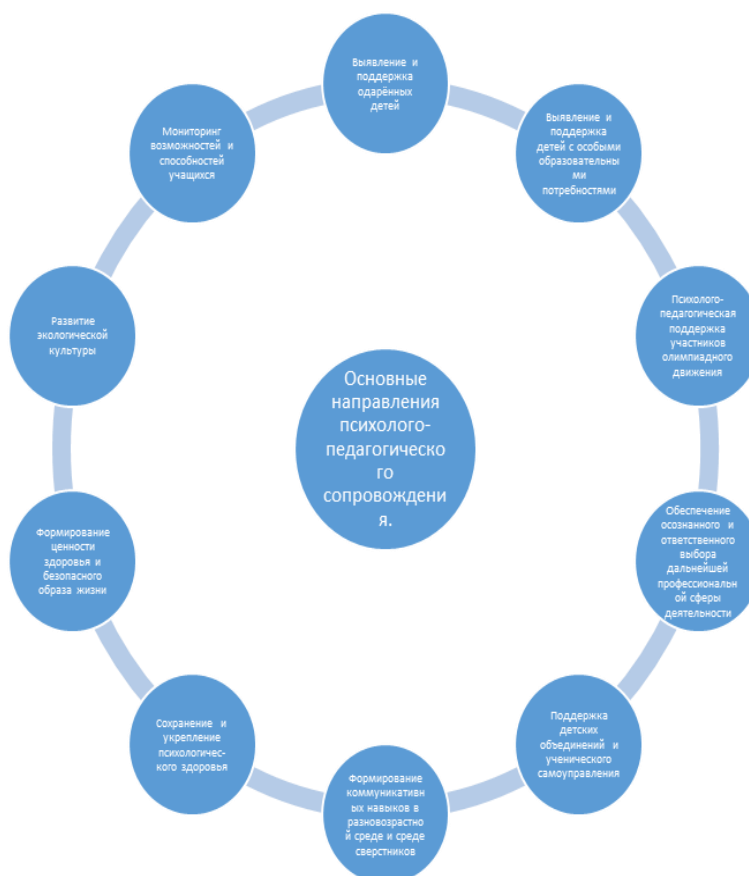 Выявление и
поддержка
одарённых
детей
Выявление и
поддержка
детей с особыми
образовательны
ми
потребностями
Психолого-
педагогическая
поддержка
участников
олимпиадного
движения
Обеспечение
осознанного и
ответственного
выбора
дальнейшей
профессиональн
ой сферы
деятельности
Поддержка
детских
объединений и
ученического
самоуправления
Формирование
коммуникативн
ых навыков в
разновозрастно
й среде и среде
сверстников
Сохранение и
укрепление
психологичес-
кого здоровья
Формирование
ценности
здоровья и
безопасного
образа жизни
Развитие
экологической
культуры
Мониторинг
возможностей и
способностей
учащихся
Основные
направления
психолого-
педагогическо
го
сопровождени
я.